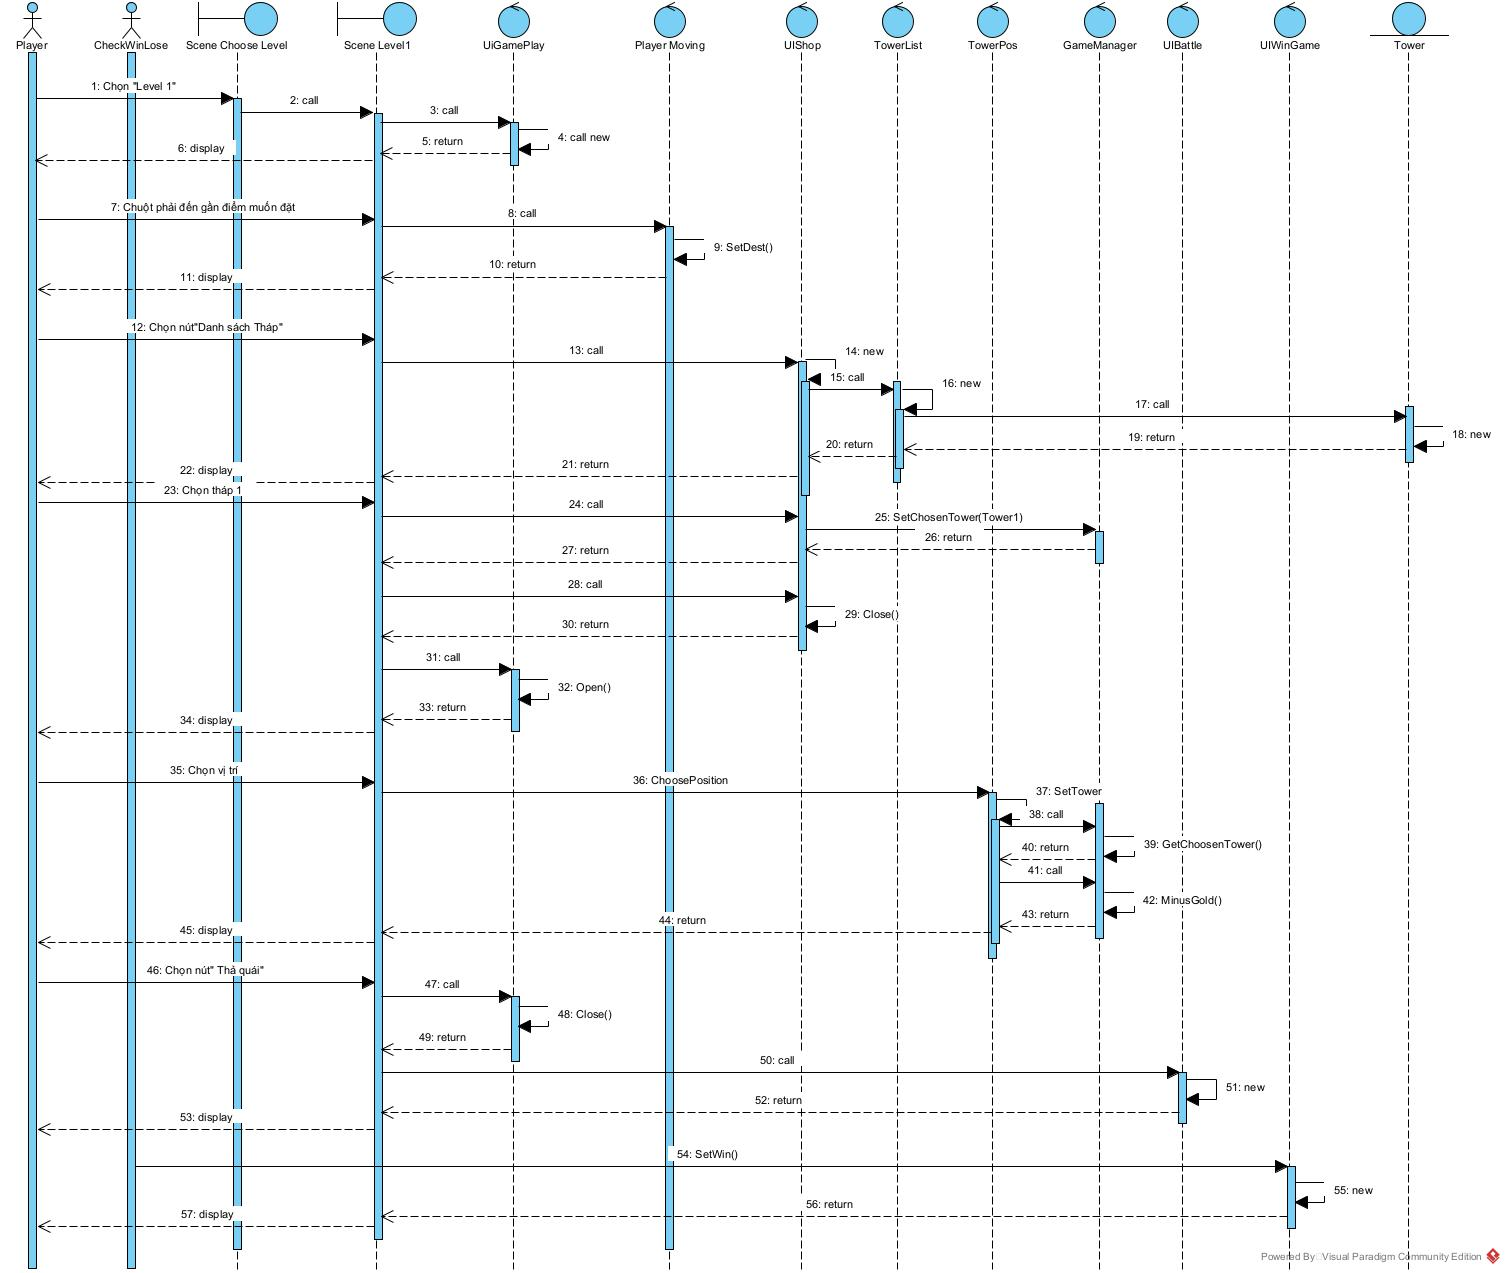 Player
CheckWinLose
Scene Choose Level
Scene Level1
UiGamePlay
Player Moving
UIShop
TowerList
TowerPos
GameManager
UIBattle
UIWinGame
Tower
1: Chọn "Level 1"
2: call
3: call
4: call new
5: return
6: display
7: Chuột phải đến gần điểm muốn đặt
8: call
9: SetDest()
10: return
11: display
12: Chọn nút"Danh sách Tháp"
13: call
14: new
15: call
16: new
17: call
18: new
19: return
20: return
21: return
22: display
23: Chọn tháp 1
24: call
25: SetChosenTower(Tower1)
26: return
27: return
28: call
29: Close()
30: return
31: call
32: Open()
33: return
34: display
35: Chọn vị trí
36: ChoosePosition
37: SetTower
38: call
39: GetChoosenTower()
40: return
41: call
42: MinusGold()
43: return
44: return
45: display
46: Chọn nút" Thả quái"
47: call
48: Close()
49: return
50: call
51: new
52: return
53: display
54: SetWin()
55: new
56: return
57: display
Powered By Visual Paradigm Community Edition